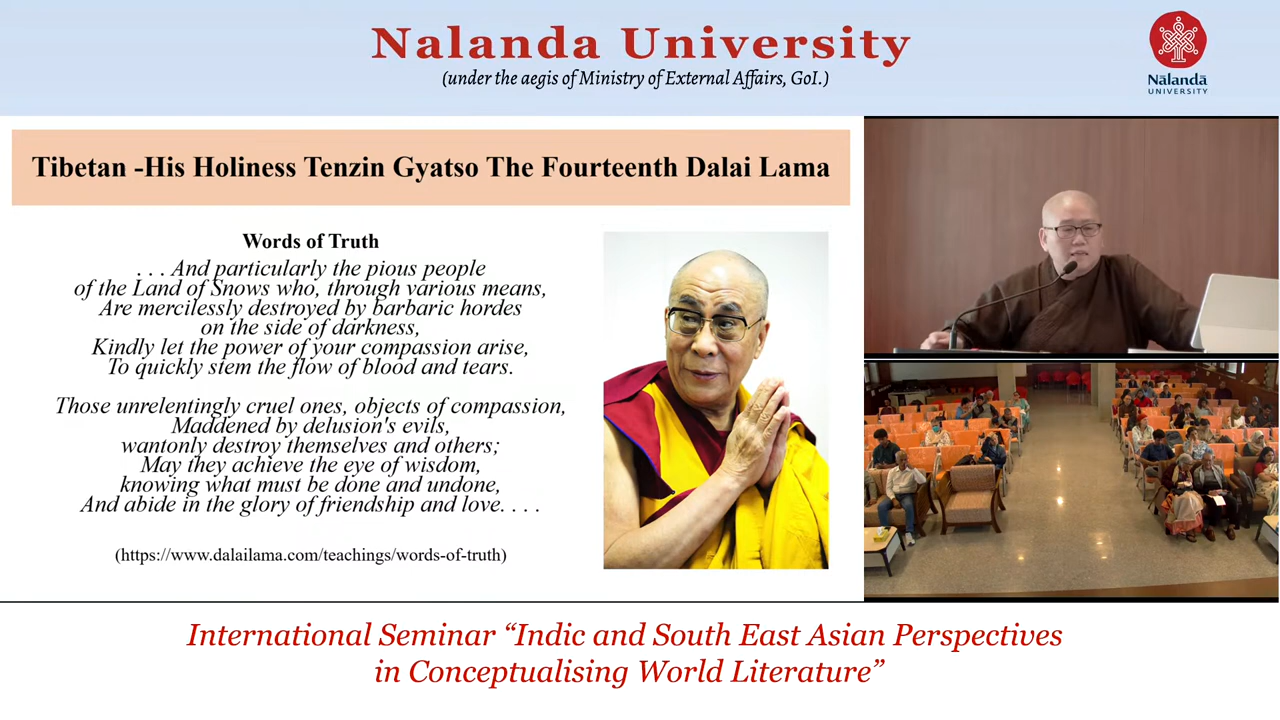 Nalanda University
(under the aegis of Ministry of External Affairs, GoI.)
Nālandā
UNIVERSITY
Tibetan -His Holiness Tenzin Gyatso The Fourteenth Dalai Lama
Words of Truth
. . . And particularly the pious people
of the Land of Snows who, through various means,
Are mercilessly destroyed by barbaric hordes
on the side of darkness,
Kindly let the power of your compassion arise,
To quickly stem the flow of blood and tears.
Those unrelentingly cruel ones, objects of compassion,
Maddened by delusion's evils,
wantonly destroy themselves and others;
May they achieve the eye of wisdom,
knowing what must be done and undone,
And abide in the glory of friendship and love. . . .
(https://www.dalailama.com/teachings/words-of-truth)
International Seminar “Indic and South East Asian Perspectives
in Conceptualising World Literature”